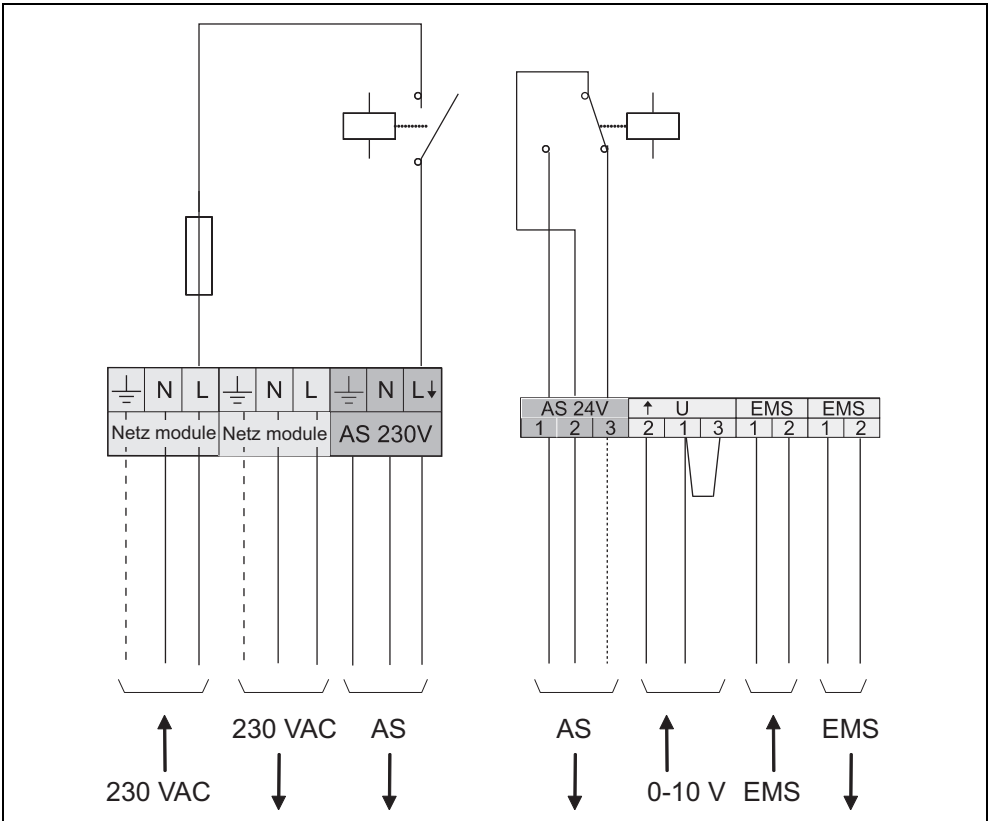 N L N L N L↓
Netz module Netz module AS 230V
AS 24V ↑ U EMS EMS
1 2 3 2 1 3 1 2 1 2
230 VAC AS AS EMS
230 VAC 0-10 V EMS